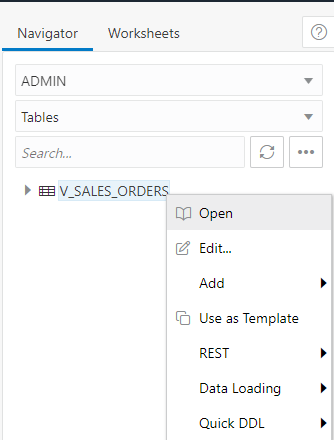 Navigator Worksheets
ADMIN
Tables
Search...
V_SALES_ORDERS
Open
Edit...
Add
Use as Template
REST
Data Loading
Quick DDL